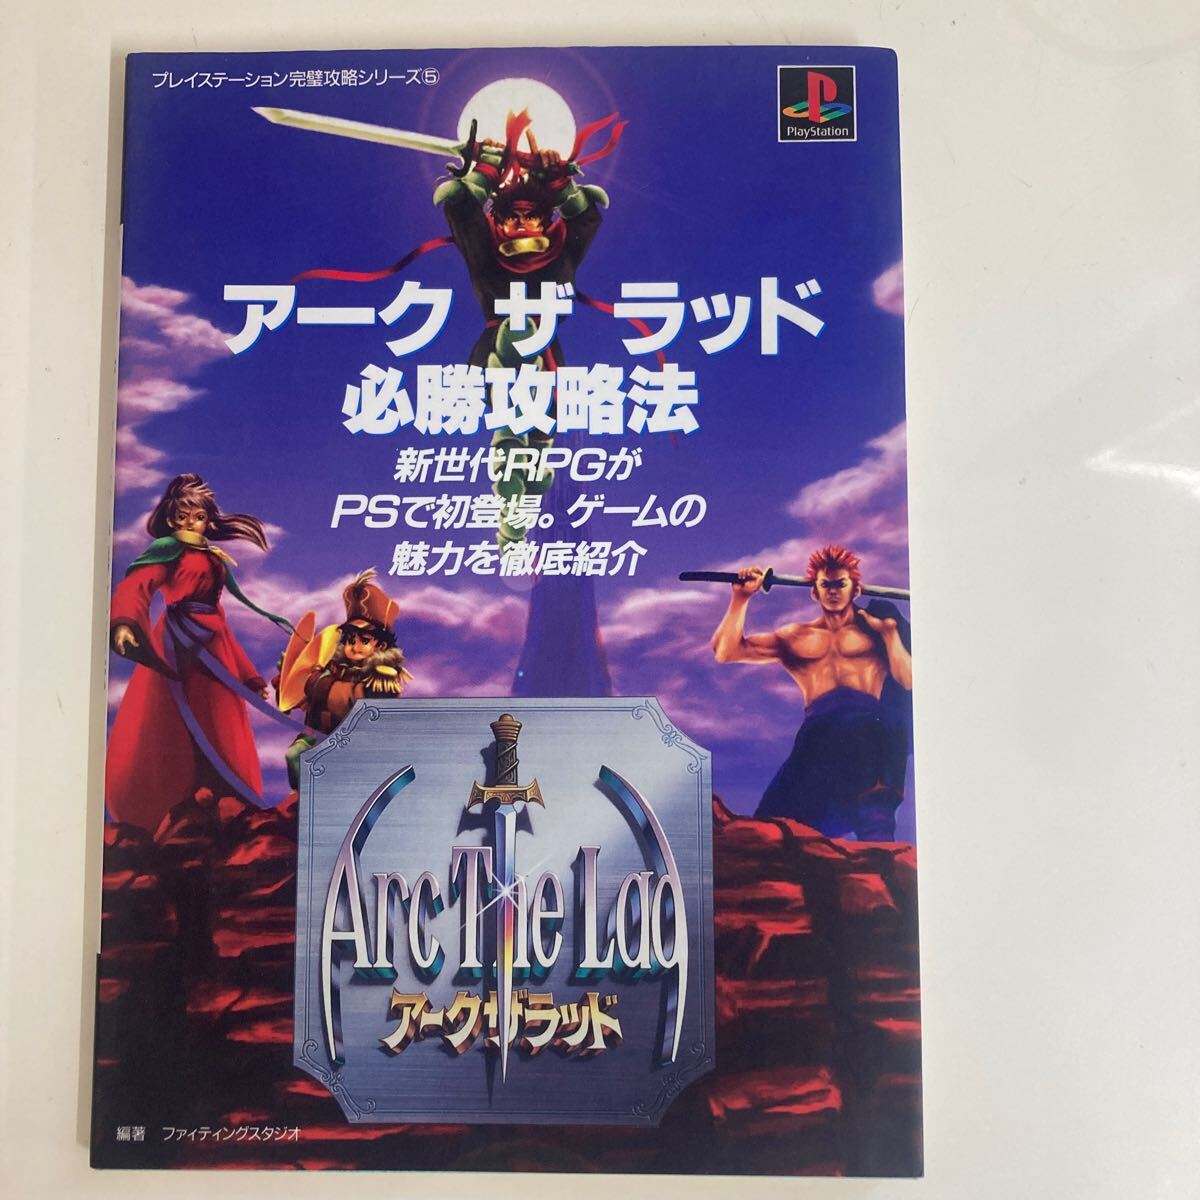 プレイステーション完璧攻略シリーズ⑤
PlayStation
アーク ザ ラッド
必勝攻略法
新世代RPGが
PSで初登場。ゲームの
魅力を徹底紹介
Arc The Lad
アークザラッド
編著 ファイティングスタジオ